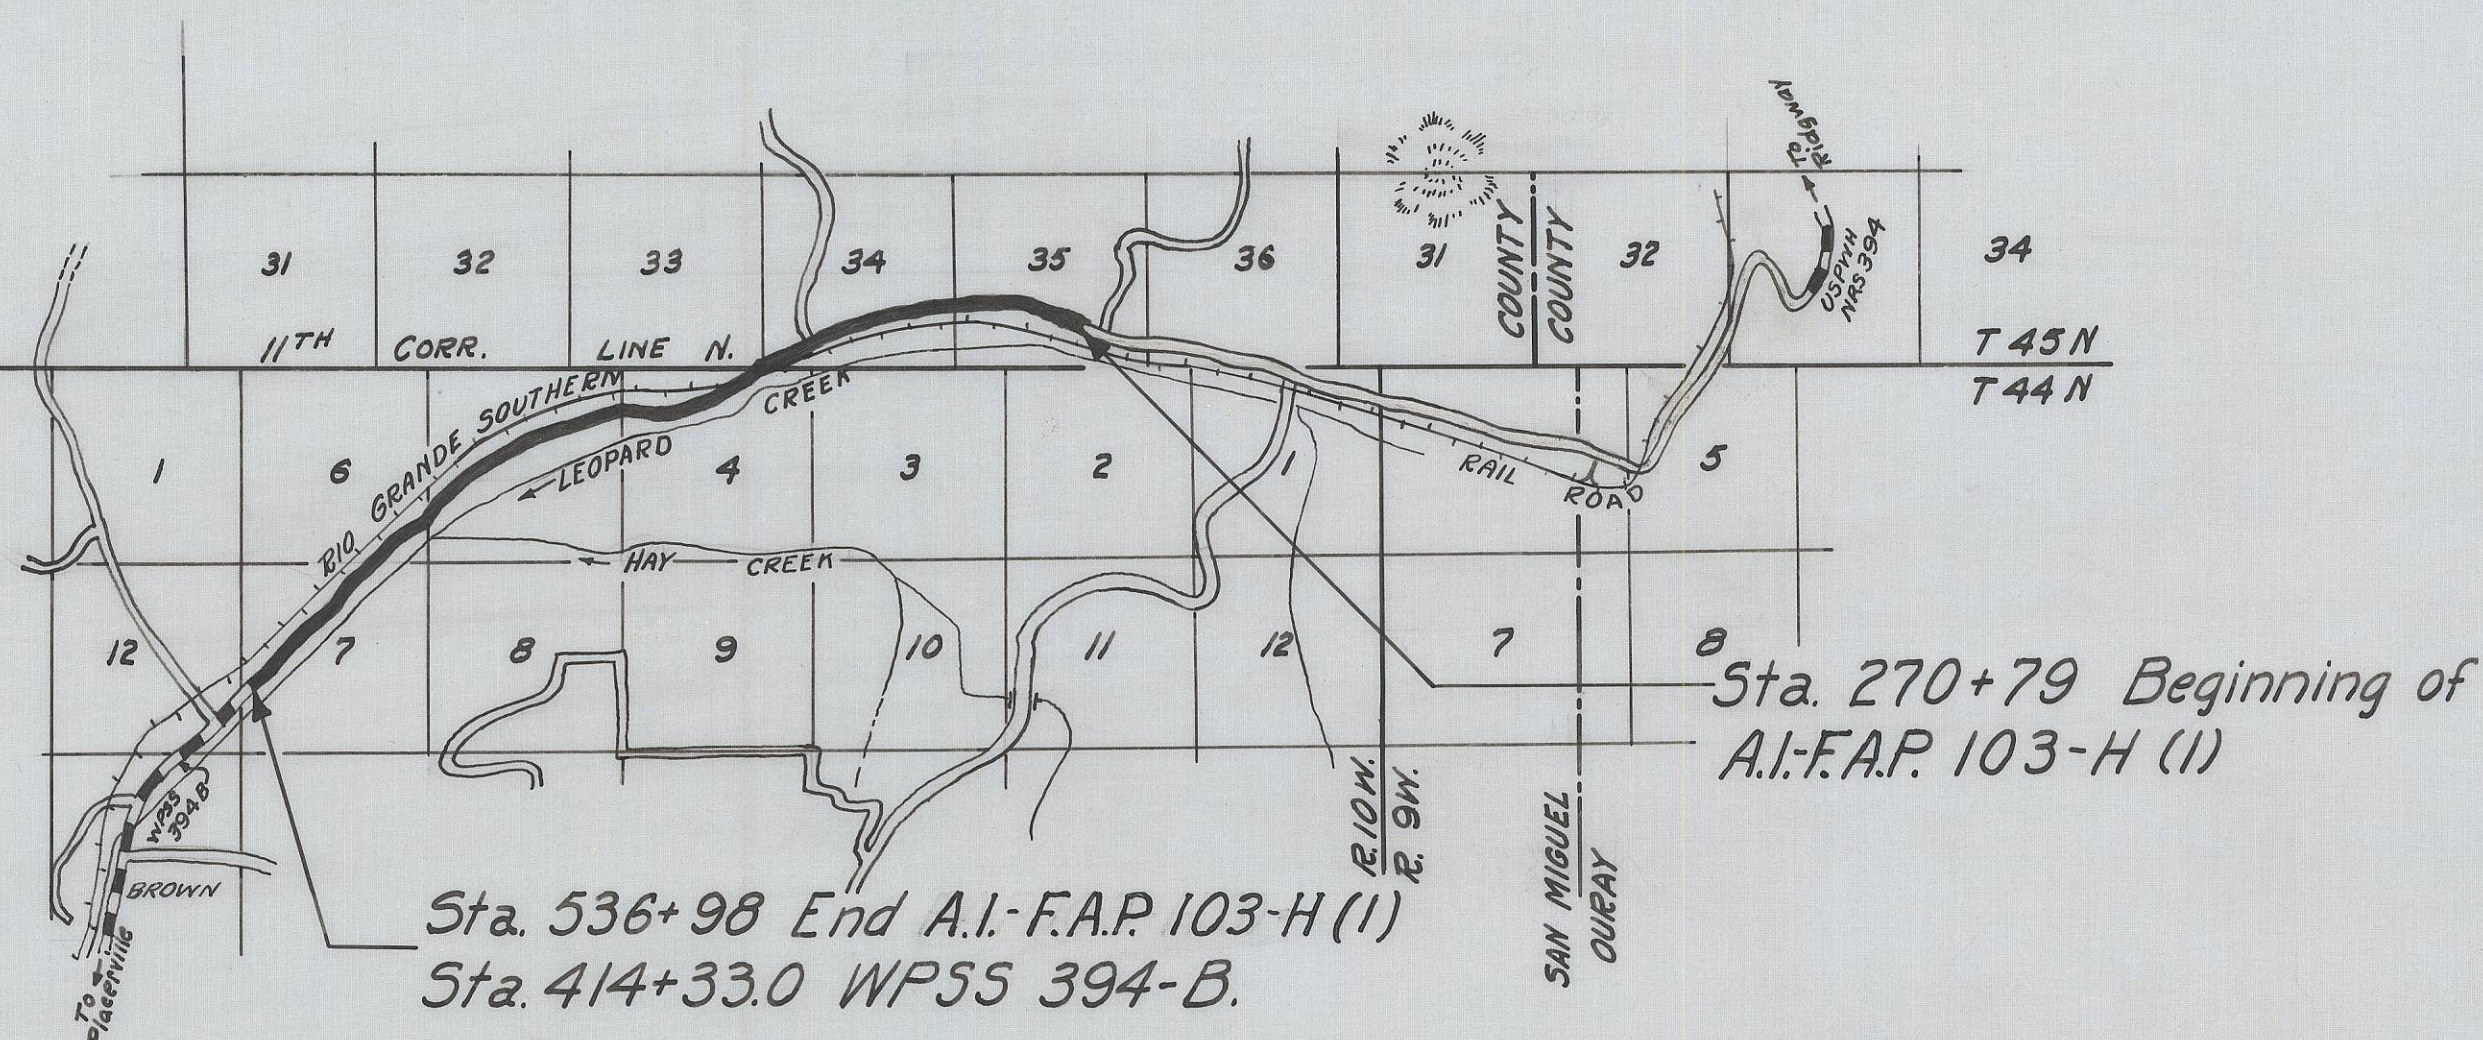 To
Ridgway
USPWH
NRS 394
31
32
33
34
35
36
31
COUNTY
COUNTY
32
34
11TH CORR. LINE N.
T 45 N
T 44 N
RIO GRANDE SOUTHERN RAIL ROAD
LEOPARD CREEK
1
6
4
3
2
1
5
HAY CREEK
12
7
8
9
10
11
12
7
8
Sta. 270+79 Beginning of
A.I.-F.A.P. 103-H (1)
R. 10W.
R. 9W.
SAN MIGUEL
OURAY
WPSS
394B
BROWN
To
Placerville
Sta. 536+98 End A.I.-F.A.P. 103-H (1)
Sta. 414+33.0 WPSS 394-B.